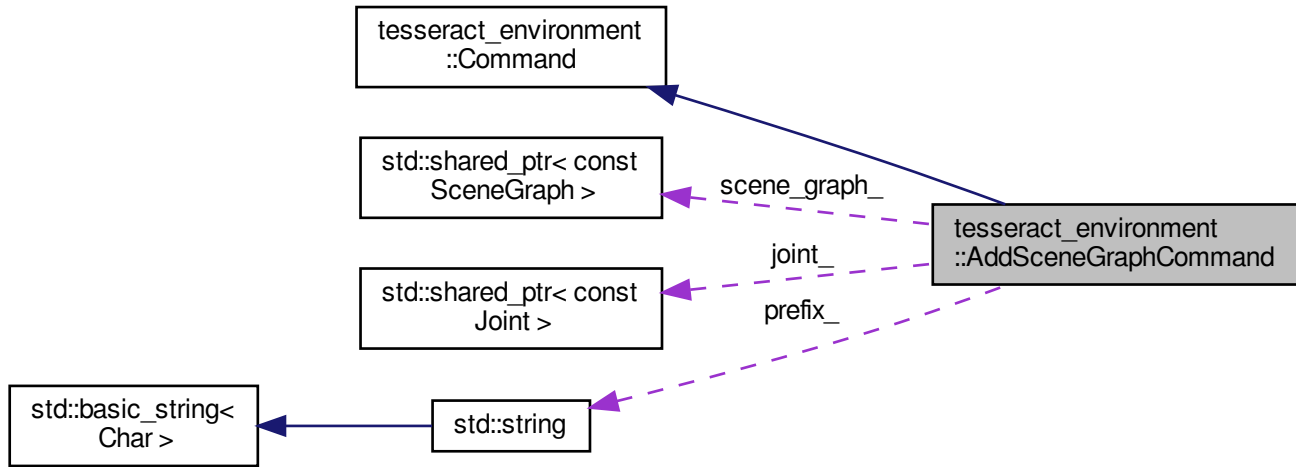 tesseract_environment
::Command
std::shared_ptr< const
SceneGraph >
scene_graph_
tesseract_environment
::AddSceneGraphCommand
joint_
std::shared_ptr< const
Joint >
prefix_
std::basic_string<
Char >
std::string